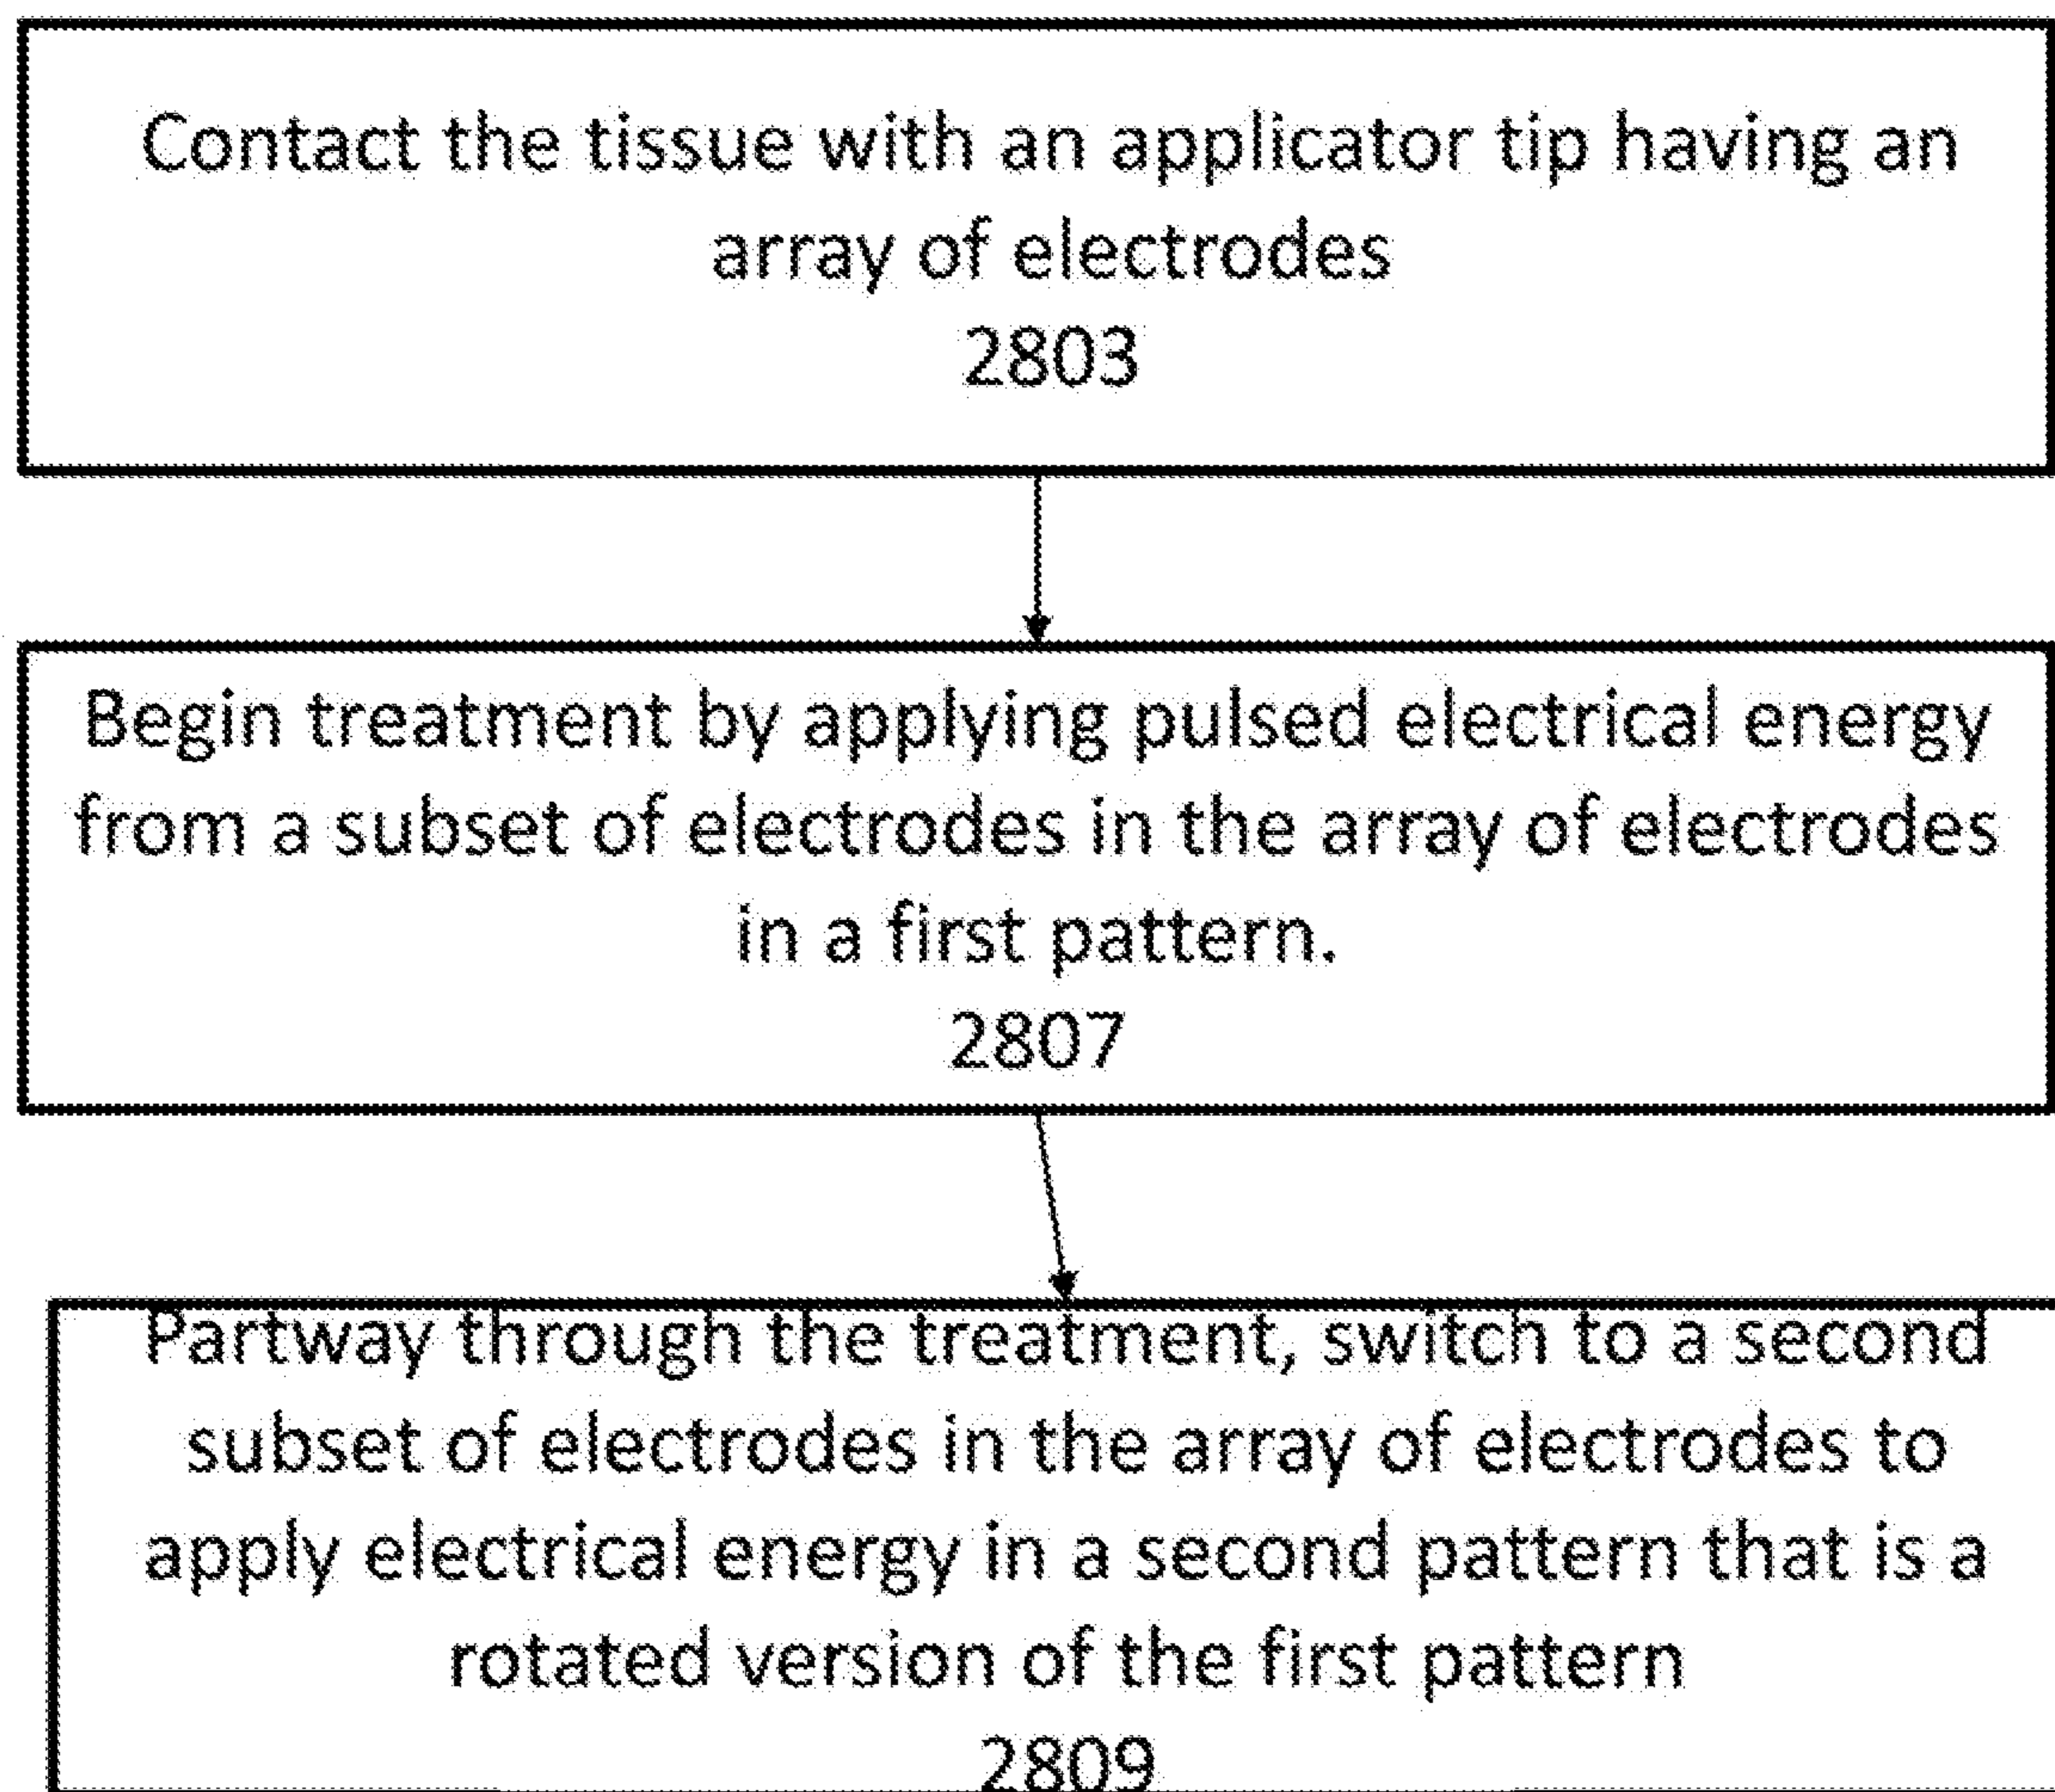 Contact the tissue with an applicator tip having an
array of electrodes
2803
Begin treatment by applying pulsed electrical energy
from a subset of electrodes in the array of electrodes
in a first pattern.
2807
Partway through the treatment, switch to a second
subset of electrodes in the array of electrodes to
apply electrical energy in a second pattern that is a
rotated version of the first pattern
2809